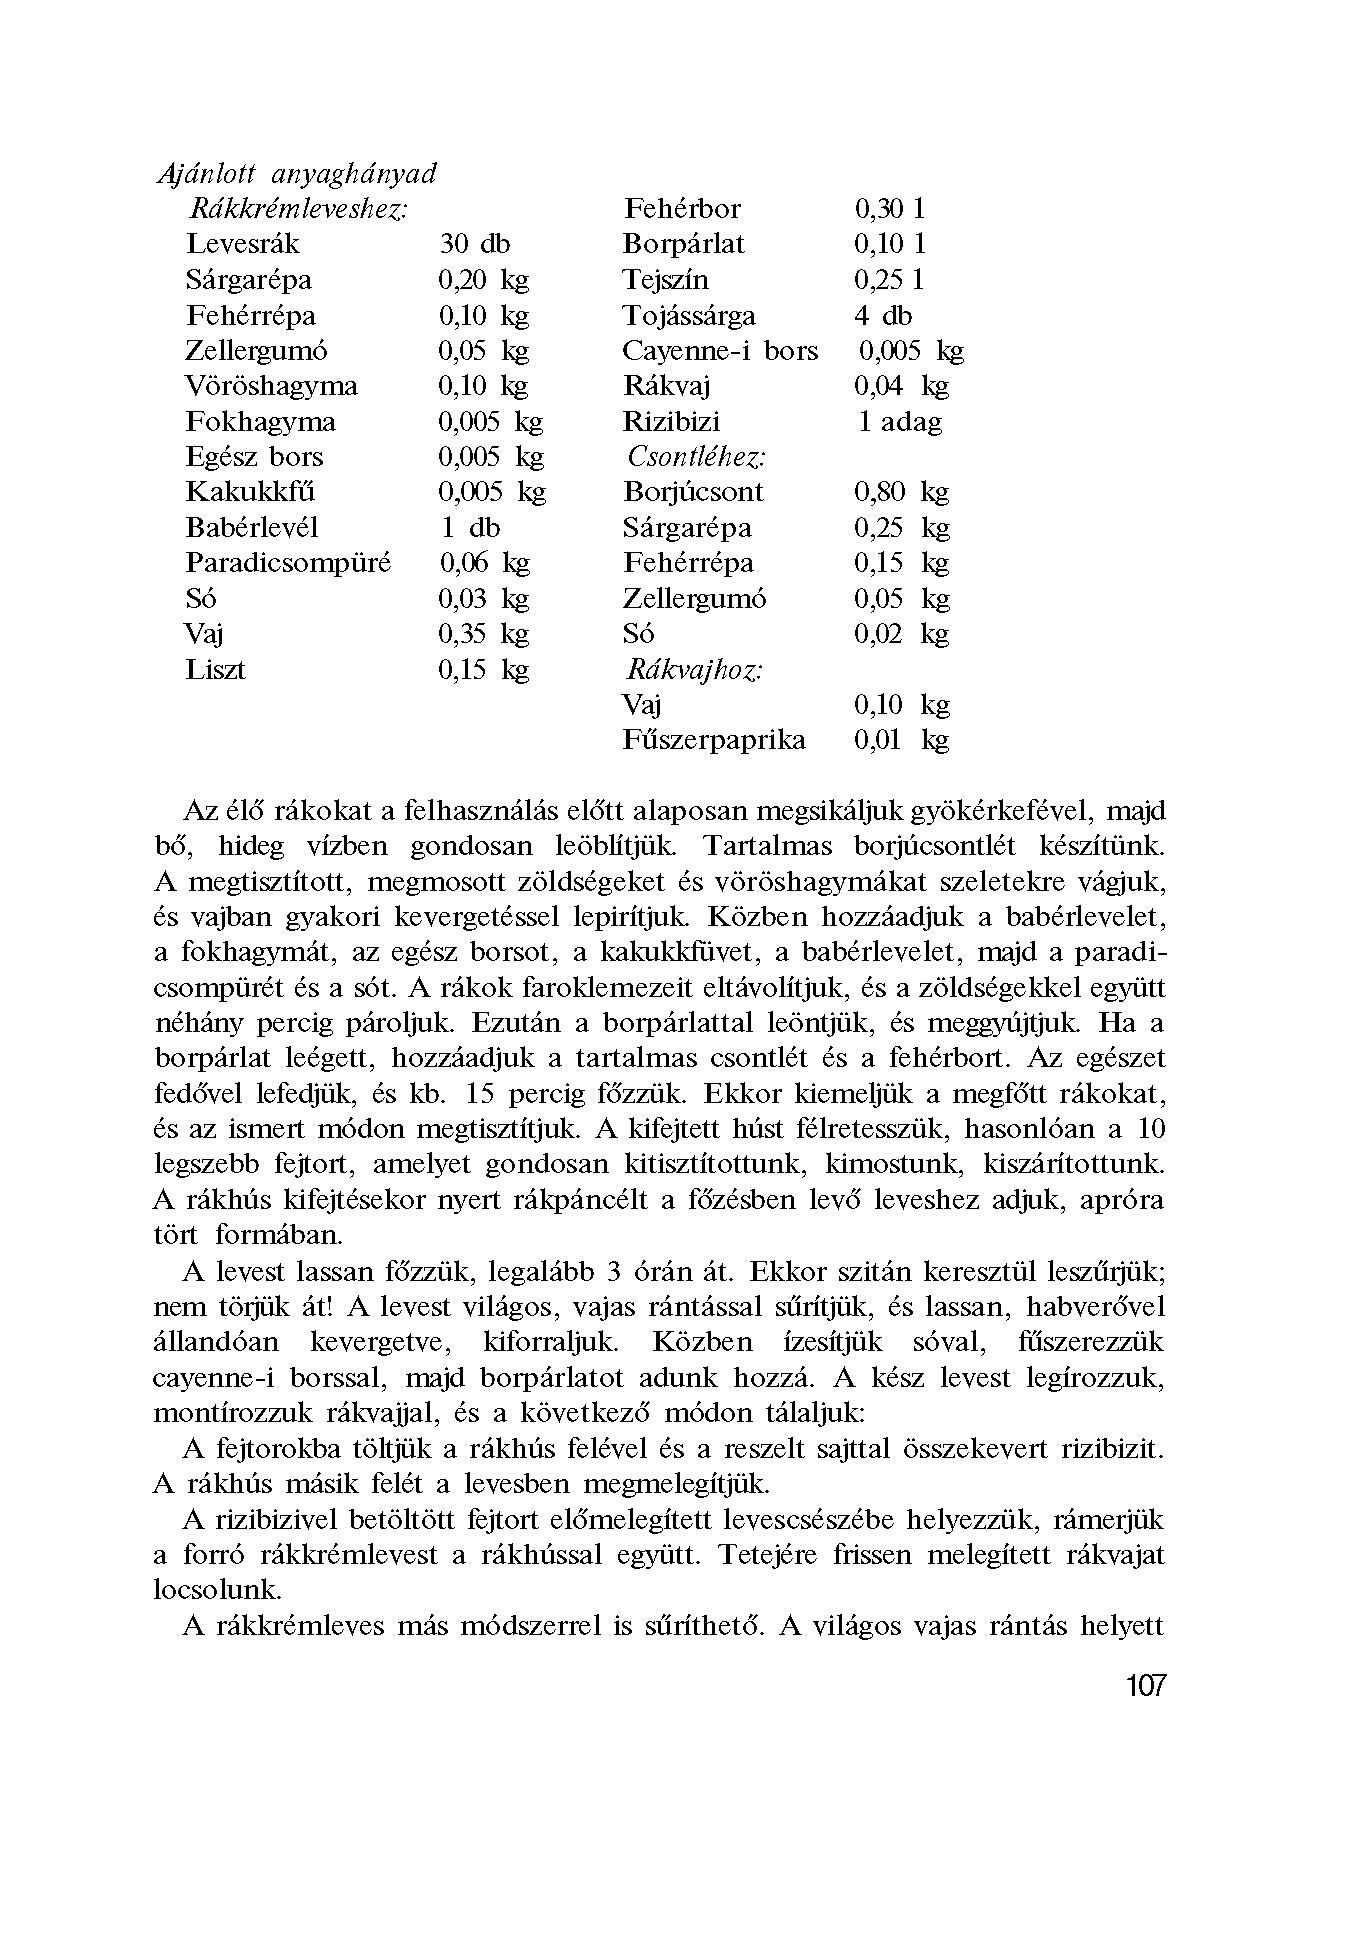 Ajánlott anyaghányad
Rákkrémleveshez:
Levesrák 30 db
Sárgarépa 0,20 kg
Fehérrépa 0,10 kg
Zellergumó 0,05 kg
Vöröshagyma 0,10 kg
Fokhagyma 0,005 kg
Egész bors 0,005 kg
Kakukkfű 0,005 kg
Babérlevél 1 db
Paradicsompüré 0,06 kg
Só 0,03 kg
Vaj 0,35 kg
Liszt 0,15 kg
Fehérbor 0,30 l
Borpárlat 0,10 l
Tejszín 0,25 l
Tojássárga 4 db
Cayenne-i bors 0,005 kg
Rákvaj 0,04 kg
Rizibizi 1 adag
Csontléhez:
Borjúcsont 0,80 kg
Sárgarépa 0,25 kg
Fehérrépa 0,15 kg
Zellergumó 0,05 kg
Só 0,02 kg
Rákvajhoz:
Vaj 0,10 kg
Fűszerpaprika 0,01 kg
Az élő rákokat a felhasználás előtt alaposan megsikáljuk gyökérkefével, majd
bő, hideg vízben gondosan leöblítjük. Tartalmas borjúcsontlét készítünk.
A megtisztított, megmosott zöldségeket és vöröshagymákat szeletekre vágjuk,
és vajban gyakori kevergetéssel lepirítjuk. Közben hozzáadjuk a babérlevelet,
a fokhagymát, az egész borsot, a kakukkfüvet, a babérlevelet, majd a paradi-
csompürét és a sót. A rákok faroklemezeit eltávolítjuk, és a zöldségekkel együtt
néhány percig pároljuk. Ezután a borpárlattal leöntjük, és meggyújtjuk. Ha a
borpárlat leégett, hozzáadjuk a tartalmas csontlét és a fehérbort. Az egészet
fedővel lefedjük, és kb. 15 percig főzzük. Ekkor kiemeljük a megfőtt rákokat,
és az ismert módon megtisztítjuk. A kifejtett húst félretesszük, hasonlóan a 10
legszebb fejtort, amelyet gondosan kitisztítottunk, kimostunk, kiszárítottunk.
A rákhús kifejtésekor nyert rákpáncélt a főzésben levő leveshez adjuk, apróra
tört formában.
A levest lassan főzzük, legalább 3 órán át. Ekkor szitán keresztül leszűrjük;
nem törjük át! A levest világos, vajas rántással sűrítjük, és lassan, habverővel
állandóan kevergetve, kiforraljuk. Közben ízesítjük sóval, fűszerezzük
cayenne-i borssal, majd borpárlatot adunk hozzá. A kész levest legírozzuk,
montírozzuk rákvajjal, és a következő módon tálaljuk:
A fejtorokba töltjük a rákhús felével és a reszelt sajttal összekevert rizibizit.
A rákhús másik felét a levesben megmelegítjük.
A rizibizivel betöltött fejtort előmelegített levescsészébe helyezzük, rámerjük
a forró rákkrémlevest a rákhússal együtt. Tetejére frissen melegített rákvajat
locsolunk.
A rákkrémleves más módszerrel is sűríthető. A világos vajas rántás helyett
107